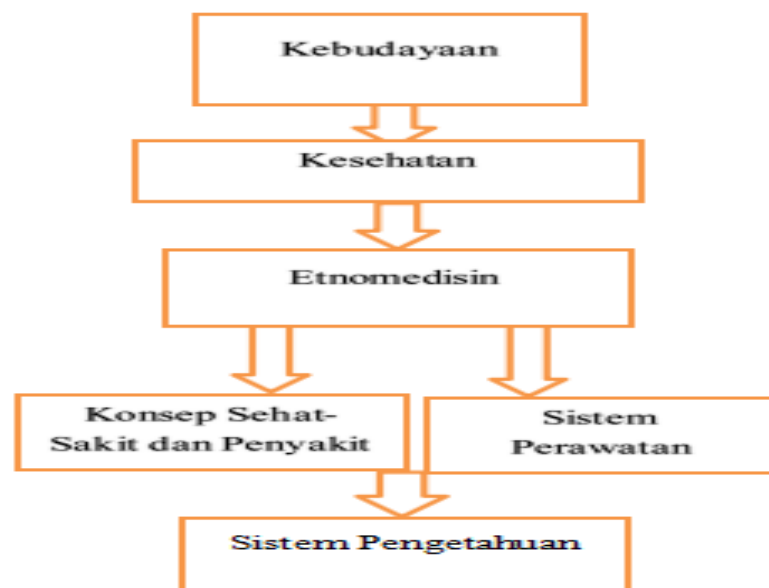 Kebudayaan
Kesehatan
Etnomedisin
Konsep Sehat-
Sakit dan Penyakit
Sistem
Perawatan
Sistem Pengetahuan